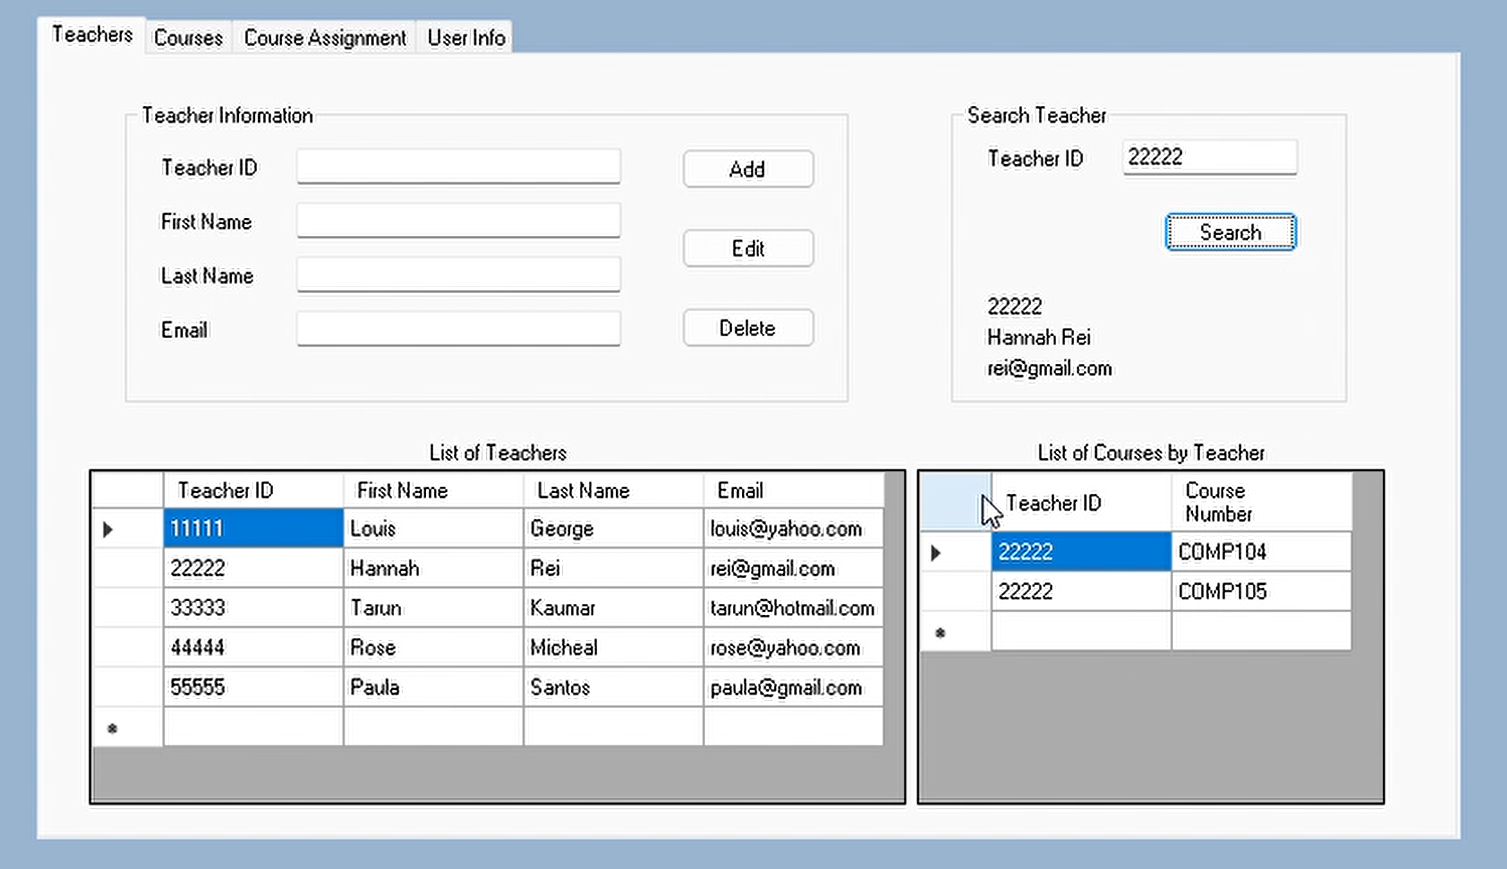 Teachers Courses Course Assignment User Info
Teacher Information
Teacher ID
First Name
Last Name
Email
Add
Edit
Delete
Search Teacher
Teacher ID 22222
Search
22222
Hannah Rei
rei@gmail.com
List of Teachers
Teacher ID First Name Last Name Email
11111 Louis George louis@yahoo.com
22222 Hannah Rei rei@gmail.com
33333 Tarun Kaumar tarun@hotmail.com
44444 Rose Micheal rose@yahoo.com
55555 Paula Santos paula@gmail.com
List of Courses by Teacher
Teacher ID Course
Number
22222 COMP104
22222 COMP105